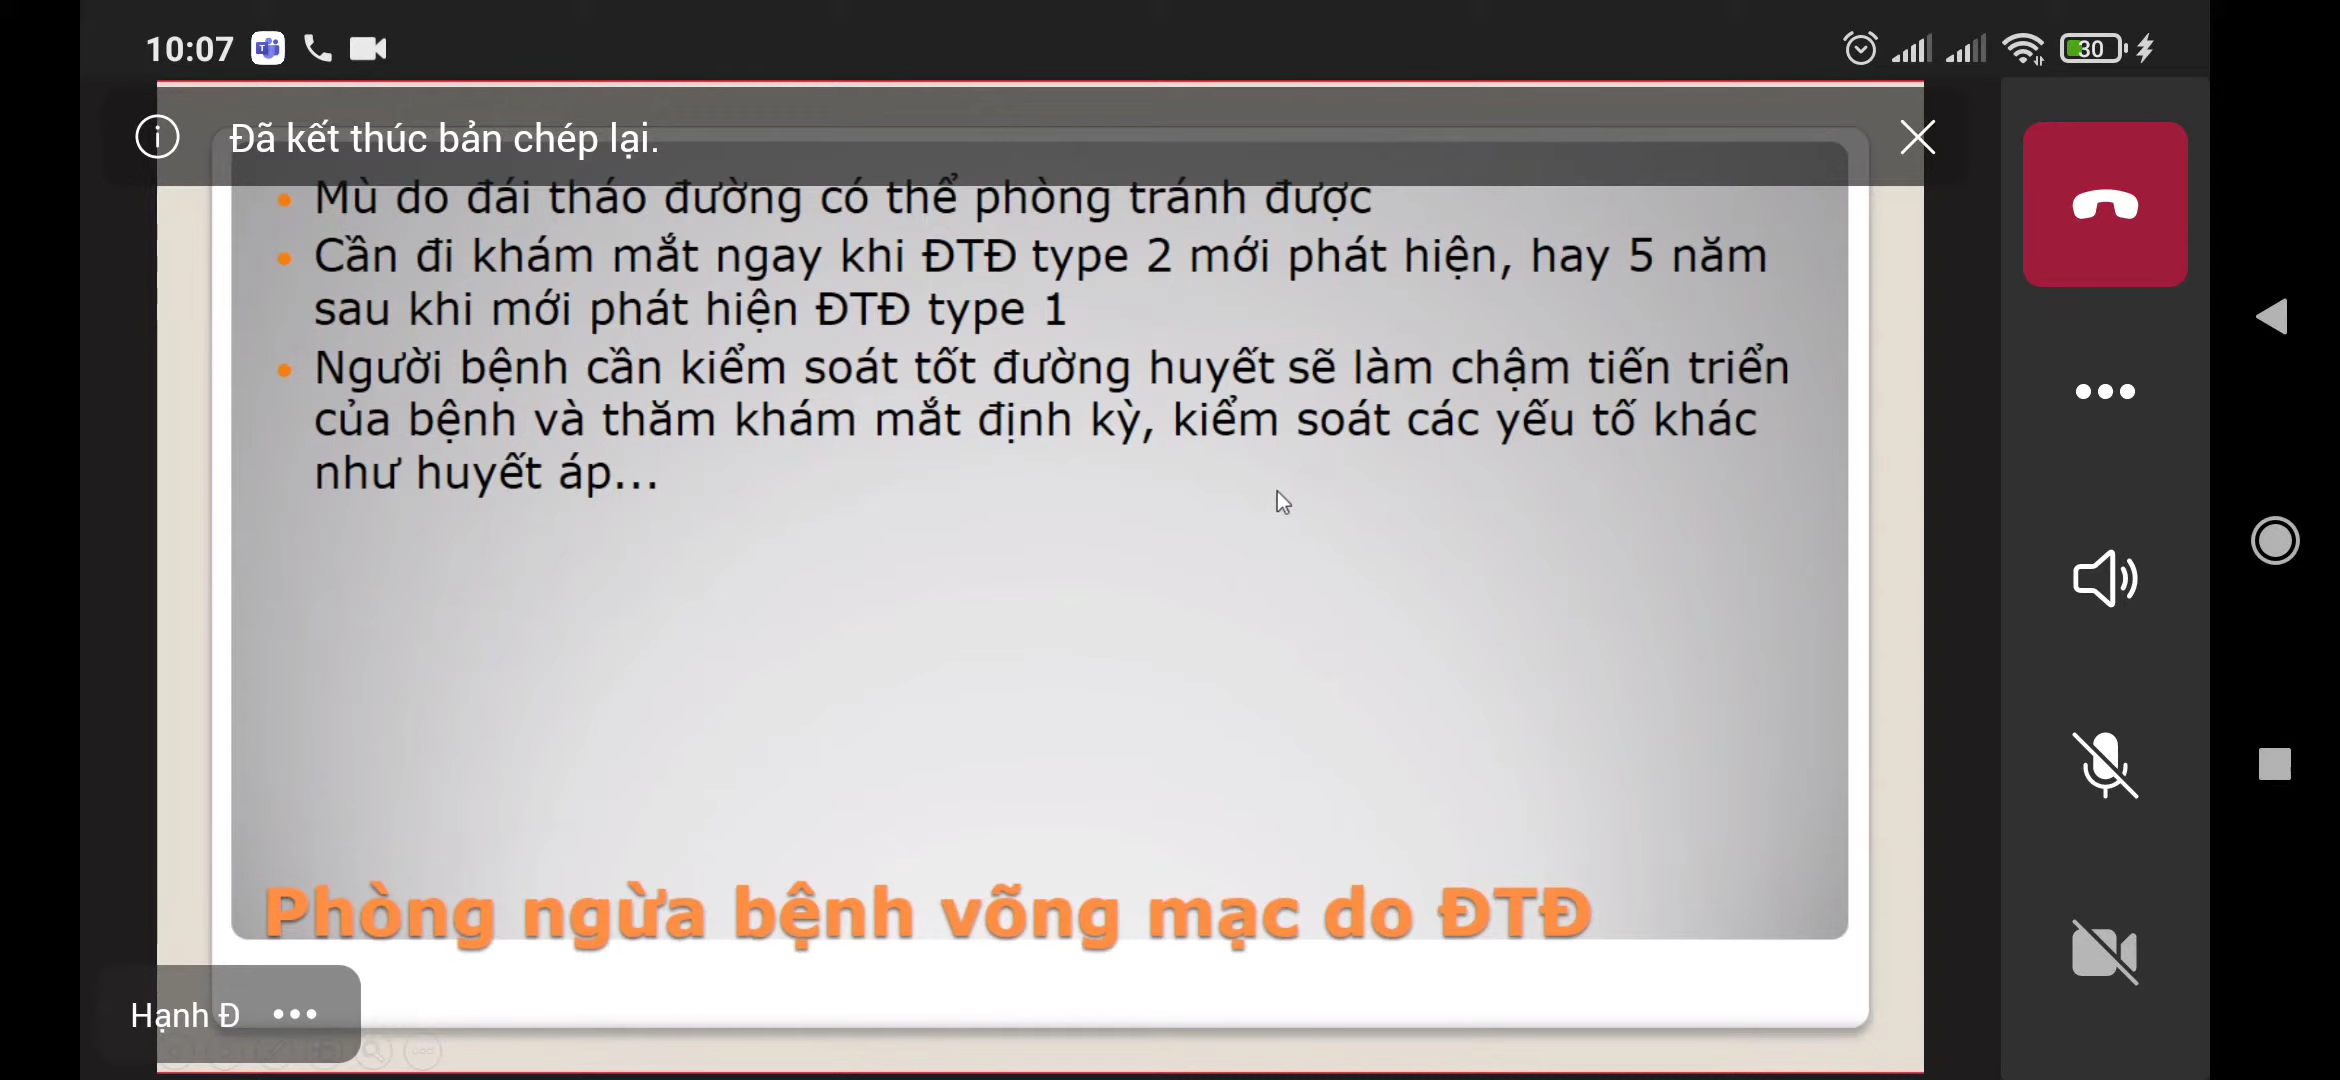 10:07
30
Đã kết thúc bản chép lại.
Mù do đái tháo đường có thể phòng tránh được
Cần đi khám mắt ngay khi ĐTĐ type 2 mới phát hiện, hay 5 năm
sau khi mới phát hiện ĐTĐ type 1
Người bệnh cần kiểm soát tốt đường huyết sẽ làm chậm tiến triển
của bệnh và thăm khám mắt định kỳ, kiểm soát các yếu tố khác
như huyết áp...
Phòng ngừa bệnh võng mạc do ĐTĐ
Hạnh Đ